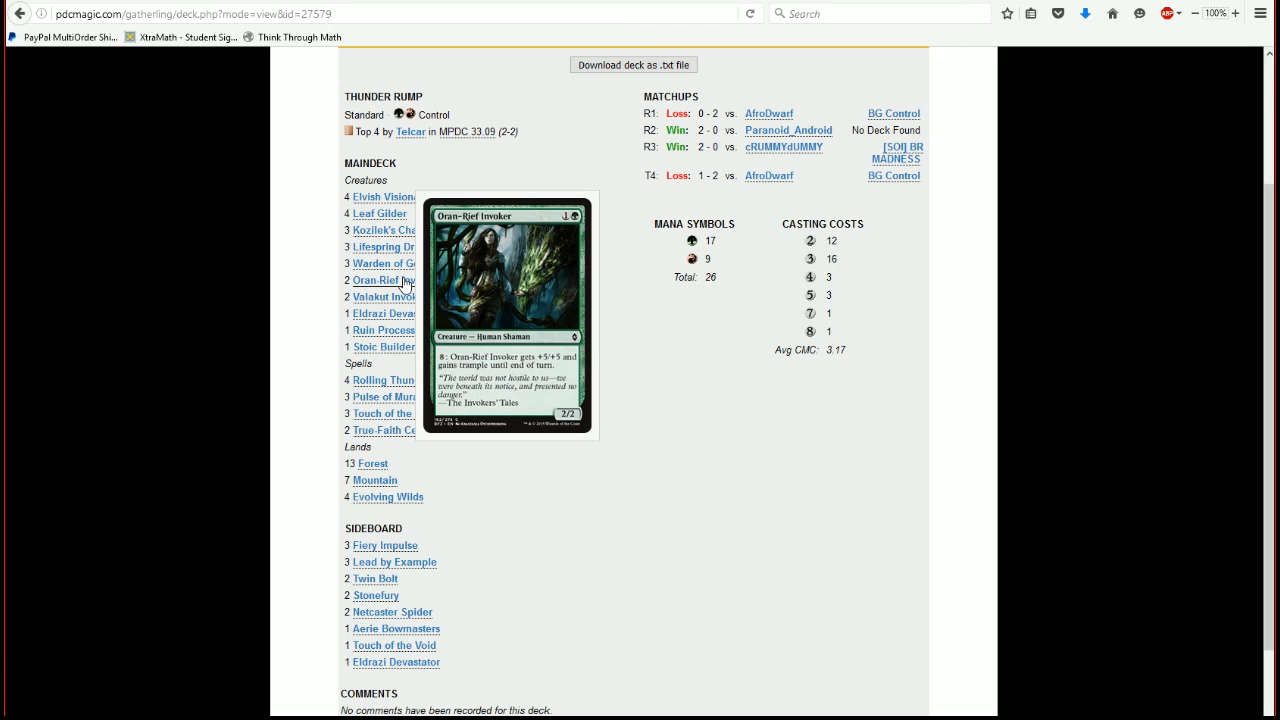 pdcmagic.com/gatherling/deck.php?mode=view&id=27579
Search
100%
PayPal MultiOrder Shi...
XtraMath - Student Sig...
Think Through Math
Download deck as .txt file
THUNDER RUMP
Standard · Control
Top 4 by Telcar in MPDC 33.09 (2-2)
MAINDECK
Creatures
4 Elvish Visiona
4 Leaf Gilder
3 Kozilek's Cha
3 Lifespring Dr
3 Warden of Ge
2 Oran-Rief Inv
2 Valakut Invok
1 Eldrazi Devas
1 Ruin Process
1 Stoic Builder
Spells
4 Rolling Thun
3 Pulse of Mura
3 Touch of the
2 True-Faith Ce
Lands
13 Forest
7 Mountain
4 Evolving Wilds
SIDEBOARD
3 Fiery Impulse
3 Lead by Example
2 Twin Bolt
2 Stonefury
2 Netcaster Spider
1 Aerie Bowmasters
1 Touch of the Void
1 Eldrazi Devastator
COMMENTS
No comments have been recorded for this deck.
Oran-Rief Invoker 1
Creature — Human Shaman
8: Oran-Rief Invoker gets +5/+5 and
gains trample until end of turn.
"The world was not hostile to us—we
were beneath its notice, and presented no
danger."
—The Invokers' Tales
2/2
MATCHUPS
R1: Loss: 0 - 2 vs. AfroDwarf BG Control
R2: Win: 2 - 0 vs. Paranoid_Android No Deck Found
R3: Win: 2 - 0 vs. cRUMMYdUMMY [SOI] BR
MADNESS
T4: Loss: 1 - 2 vs. AfroDwarf BG Control
MANA SYMBOLS
17
9
Total: 26
CASTING COSTS
2 12
3 16
4 3
5 3
7 1
8 1
Avg CMC: 3.17